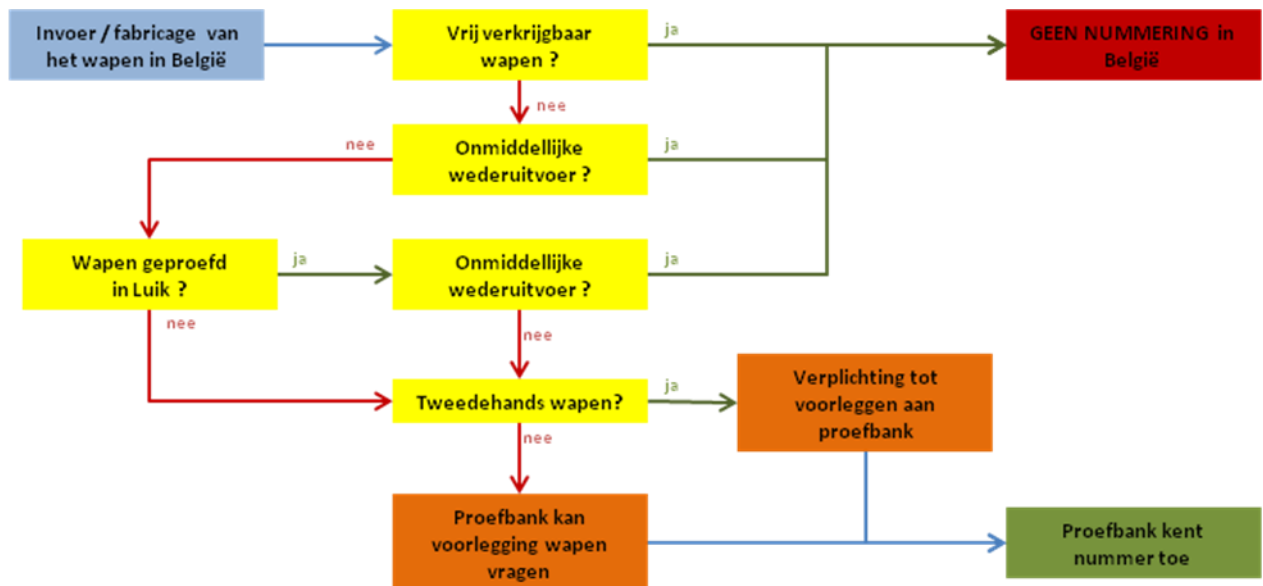 Invoer / fabricage van
het wapen in België
Vrij verkrijgbaar
wapen ?
ja
GEEN NUMMERING in
België
nee
Onmiddellijke
wederuitvoer ?
nee
ja
Wapen geproefd
in Luik ?
ja
Onmiddellijke
wederuitvoer ?
ja
nee
nee
Tweedehands wapen?
ja
Verplichting tot
voorleggen aan
proefbank
nee
Proefbank kan
voorlegging wapen
vragen
Proefbank kent
nummer toe